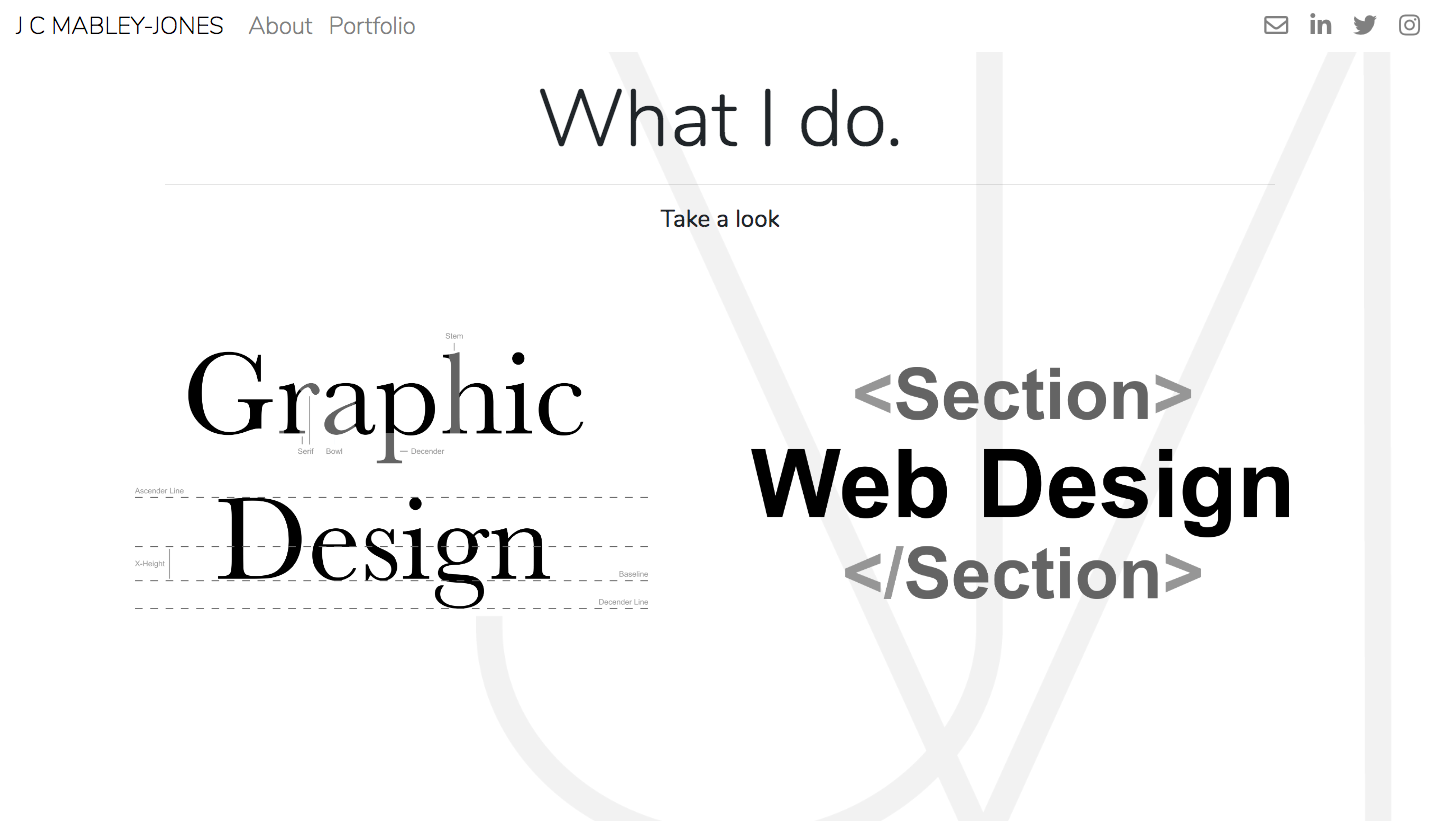 J C MABLEY-JONES About Portfolio
What I do.
Take a look
Stem
Graphic
Serif Bowl Decender
Ascender Line
Design
X-Height
Baseline
Decender Line
<Section>
Web Design
</Section>